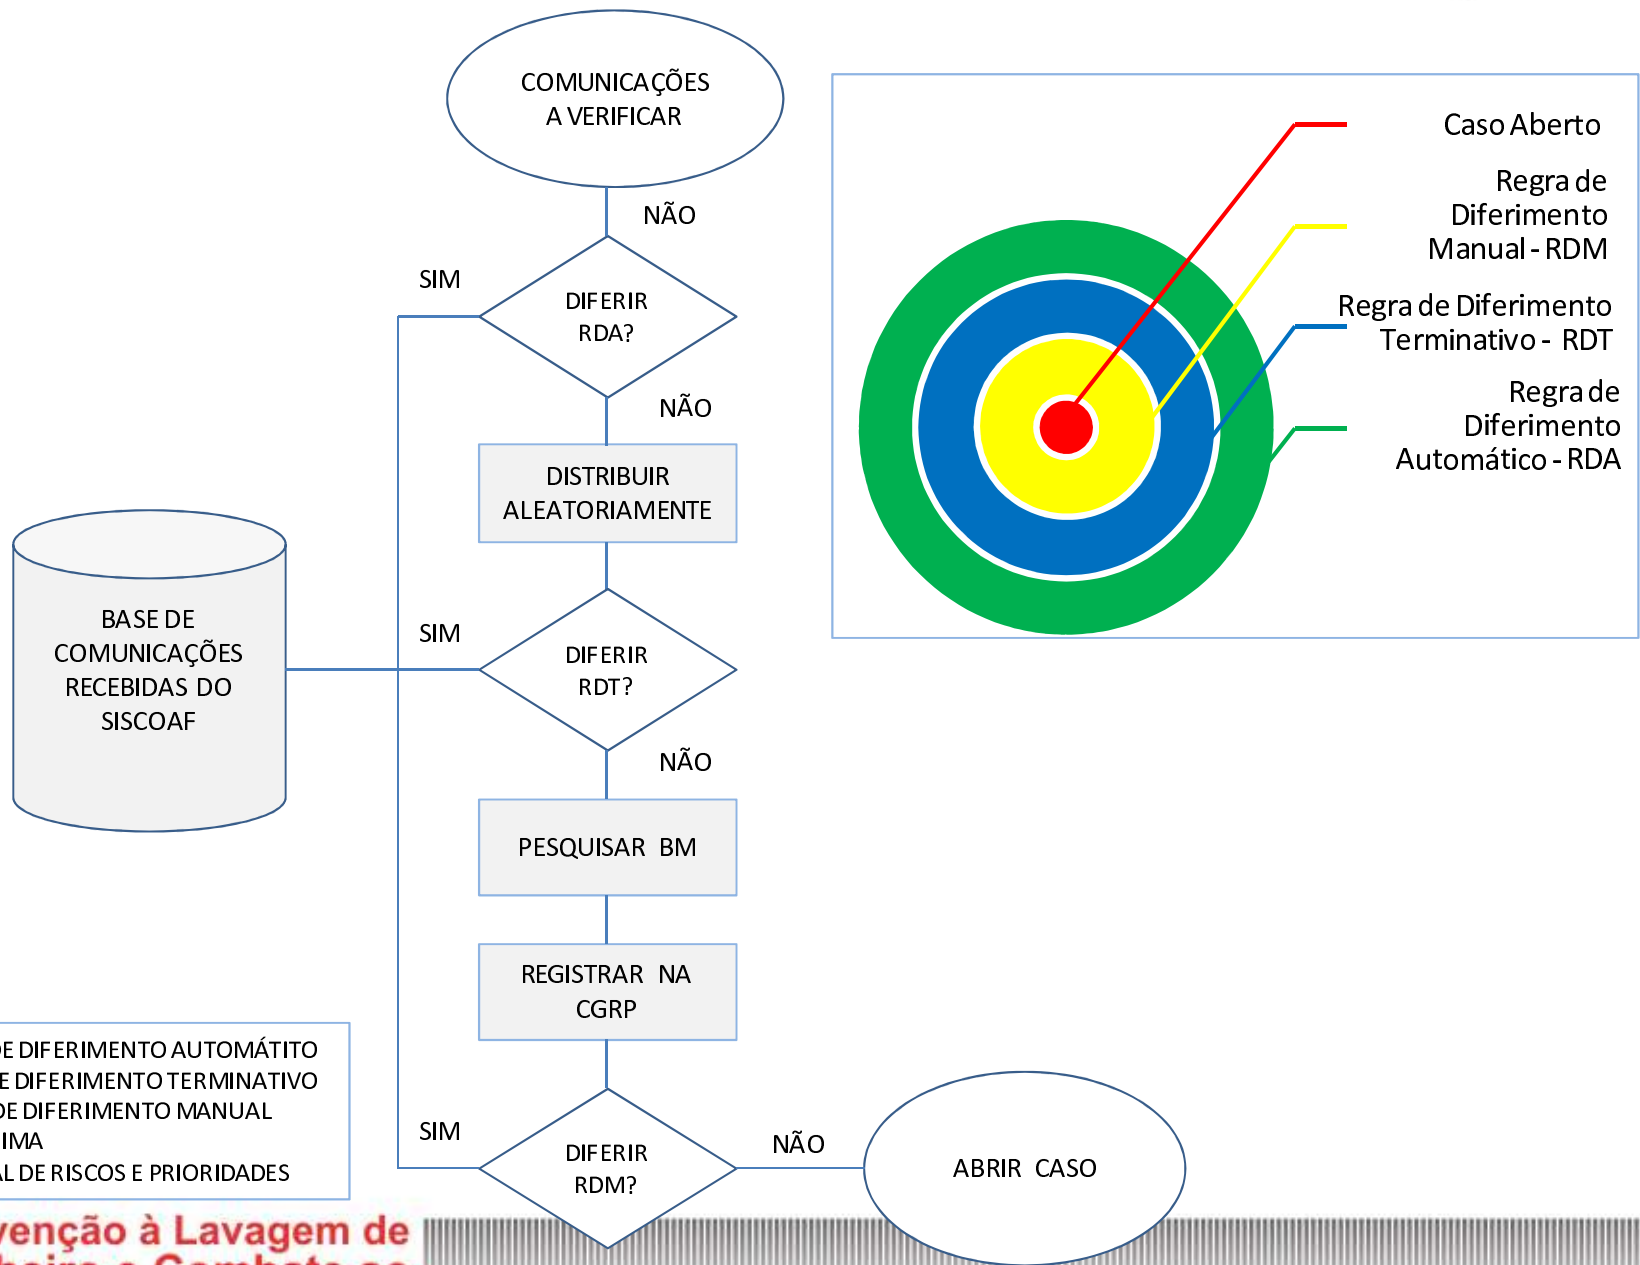 COMUNICAÇÕES
A VERIFICAR
NÃO
SIM
DIFERIR
RDA?
NÃO
DISTRIBUIR
ALEATORIAMENTE
SIM
DIFERIR
RDT?
NÃO
PESQUISAR BM
REGISTRAR NA
CGRP
SIM
DIFERIR
RDM?
NÃO
ABRIR CASO
BASE DE
COMUNICAÇÕES
RECEBIDAS DO
SISCOAF
Caso Aberto
Regra de
Diferimento
Manual - RDM
Regra de Diferimento
Terminativo - RDT
Regra de
Diferimento
Automático - RDA
DE DIFERIMENTO AUTOMÁTITO
E DIFERIMENTO TERMINATIVO
DE DIFERIMENTO MANUAL
IMA
AL DE RISCOS E PRIORIDADES
venção à Lavagem de